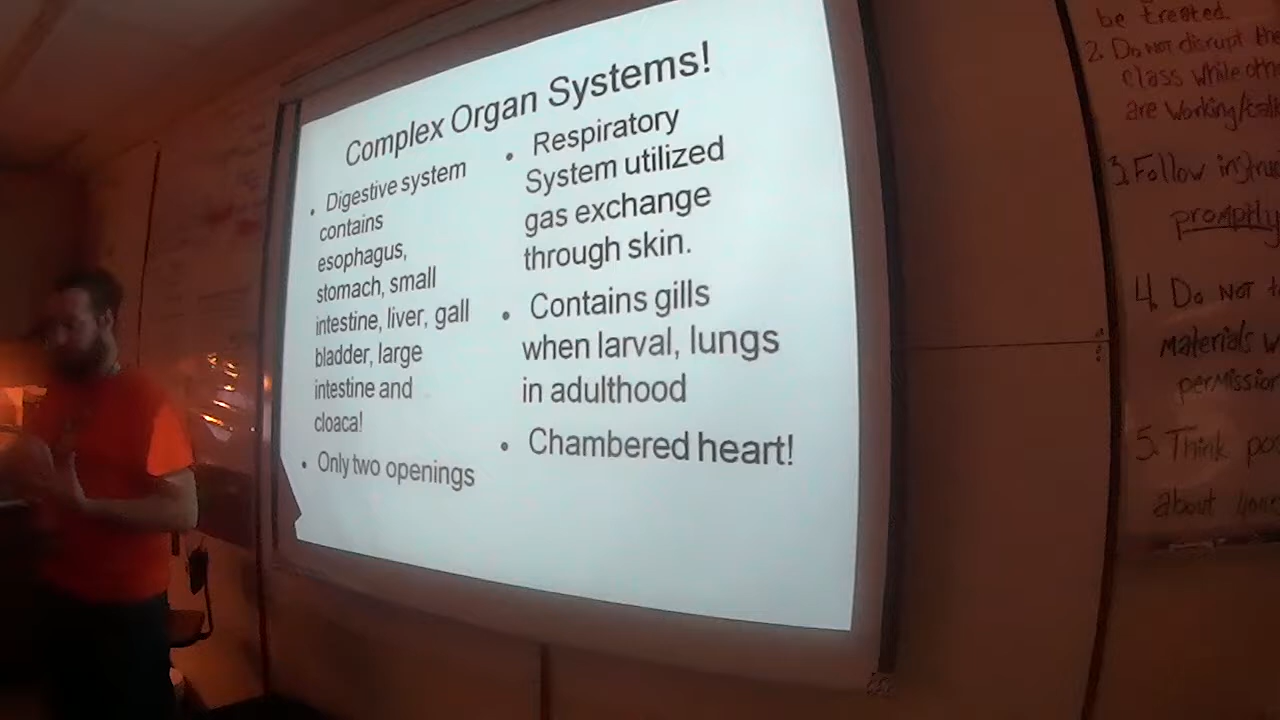 Complex Organ Systems!
• Digestive system
contains
esophagus,
stomach, small
intestine, liver, gall
bladder, large
intestine and
cloaca!
• Only two openings
• Respiratory
System utilized
gas exchange
through skin.
• Contains gills
when larval, lungs
in adulthood
• Chambered heart!
be treated.
2. Do NOT disrupt the
class while
are working/
3. Follow
promptly
4. Do NOT
Materials
5. Think
about